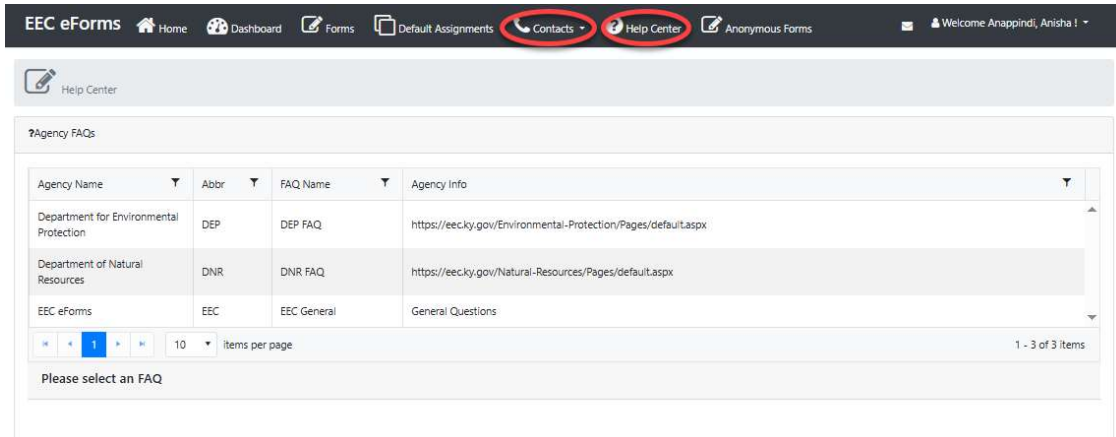 EEC eForms Home Dashboard Forms Default Assignments Contacts Help Center Anonymous Forms Welcome Anappindi, Anisha !
Help Center
?Agency FAQs
Agency Name Abbr FAQ Name Agency Info
Department for Environmental
Protection
DEP DEP FAQ https://eec.ky.gov/Environmental-Protection/Pages/default.aspx
Department of Natural
Resources
DNR DNR FAQ https://eec.ky.gov/Natural-Resources/Pages/default.aspx
EEC eForms EEC EEC General General Questions
1 10 items per page 1 - 3 of 3 items
Please select an FAQ